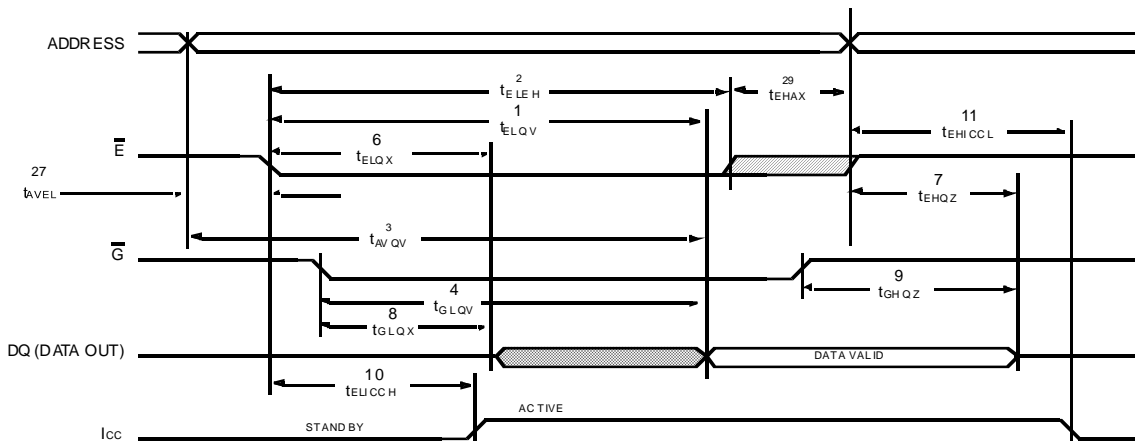 ADDRESS
2
tELEH
29
tEHAX
1
tELQV
11
tEHICCL
6
tELQX
E
27
tAVEL
7
tEHQZ
3
tAVQV
G
9
tGHQZ
4
tGLQV
8
tGLQX
DQ (DATA OUT)
DATA VALID
10
tELICCH
ACTIVE
STANDBY
ICC